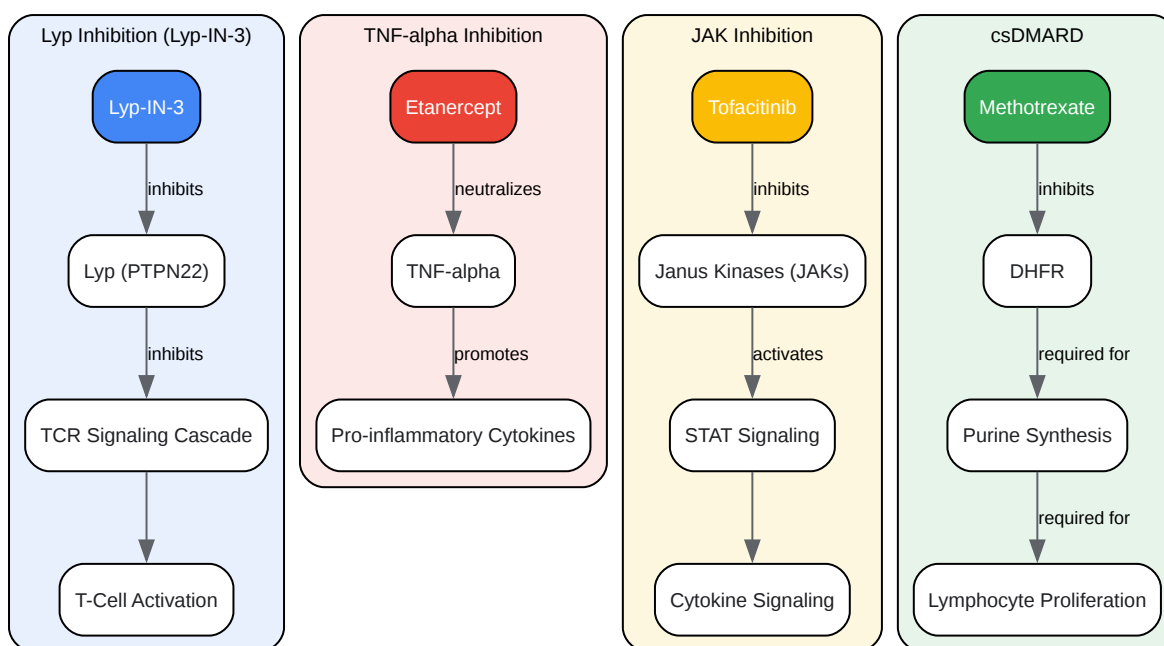 Lyp Inhibition (Lyp-IN-3)
Lyp-IN-3
inhibits
Lyp (PTPN22)
inhibits
TCR Signaling Cascade
T-Cell Activation
TNF-alpha Inhibition
Etanercept
neutralizes
TNF-alpha
promotes
Pro-inflammatory Cytokines
JAK Inhibition
Tofacitinib
inhibits
Janus Kinases (JAKs)
activates
STAT Signaling
Cytokine Signaling
csDMARD
Methotrexate
inhibits
DHFR
required for
Purine Synthesis
required for
Lymphocyte Proliferation